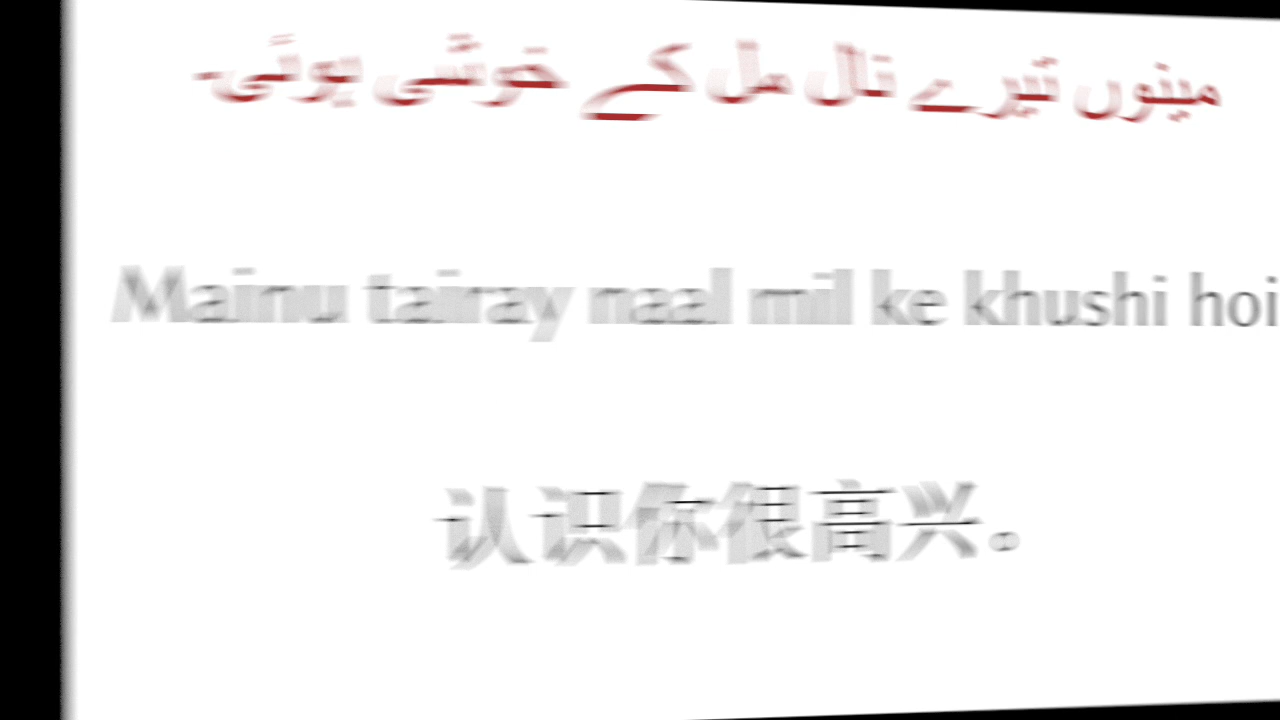 مینوں تیرے نال مل کے خوشی ہوئی۔
Mainu tairay naal mil ke khushi hoi
认识你很高兴。